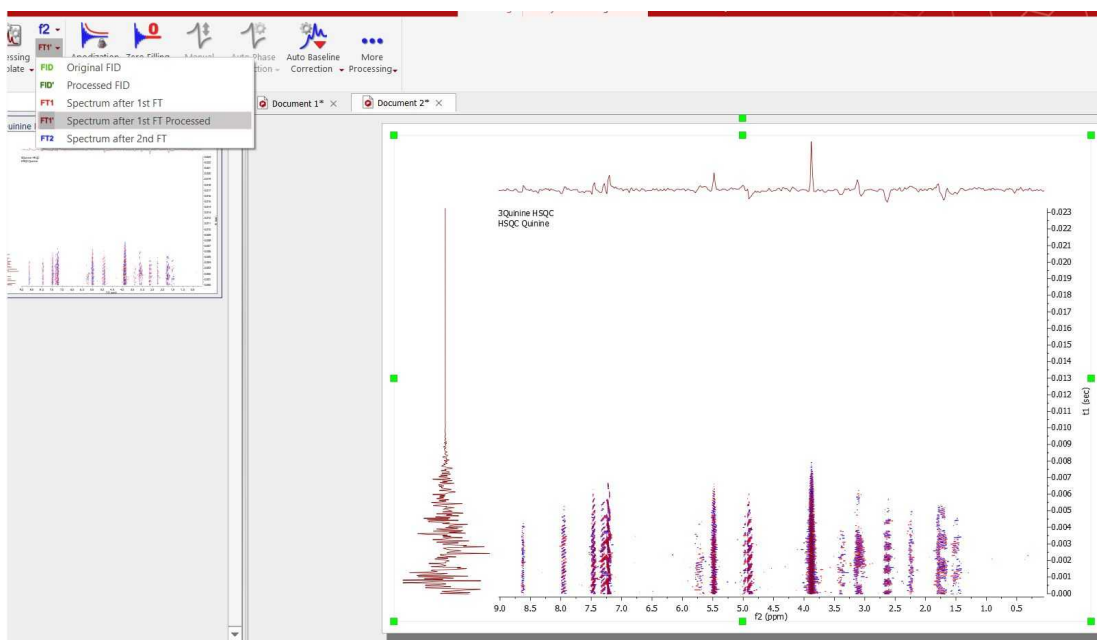 f2
FT1'
Apodization Zero Filling Manual Auto Phase Auto Baseline More
Correction Processing
FID Original FID
FID' Processed FID
FT1 Spectrum after 1st FT
FT1' Spectrum after 1st FT Processed
FT2 Spectrum after 2nd FT
Document 1* ×
Document 2* ×
3Quinine HSQC
HSQC Quinine
0.023
0.022
0.021
0.020
0.019
0.018
0.017
0.016
0.015
0.014
0.013
0.012
0.011
0.010
0.009
0.008
0.007
0.006
0.005
0.004
0.003
0.002
0.001
0.000
t1 (sec)
9.0 8.5 8.0 7.5 7.0 6.5 6.0 5.5 5.0 4.5 4.0 3.5 3.0 2.5 2.0 1.5 1.0 0.5
f2 (ppm)